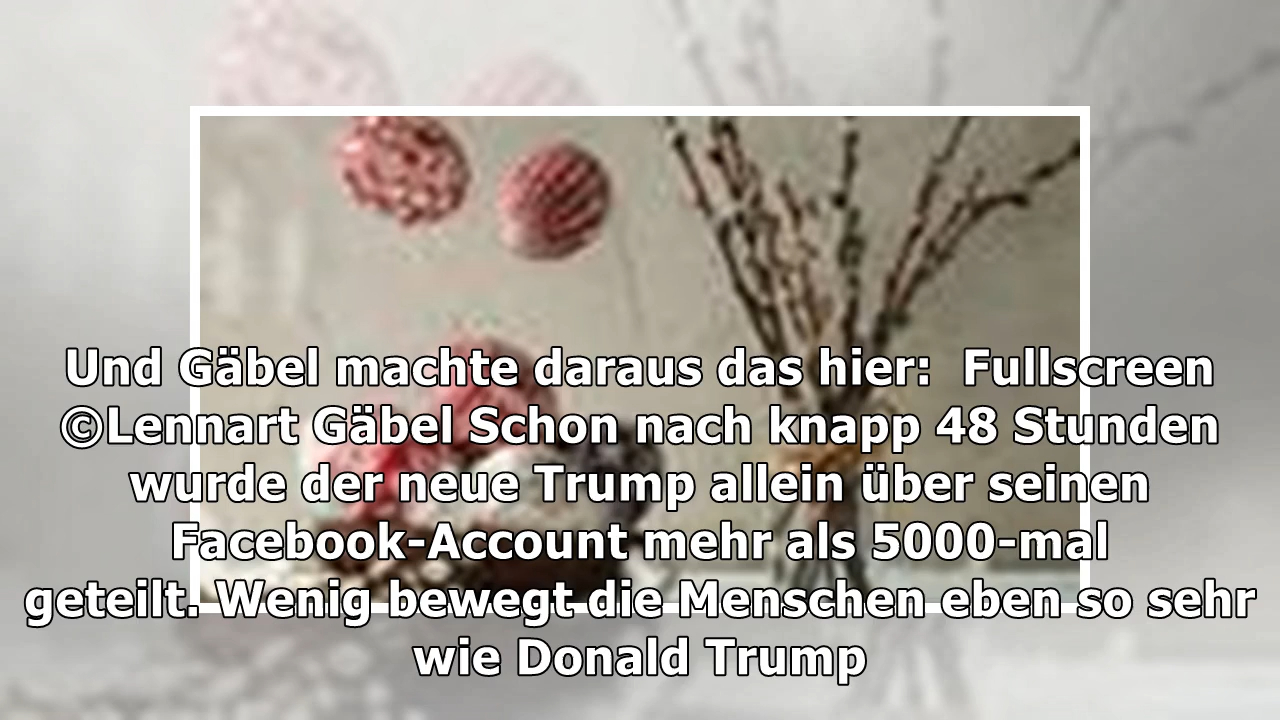 Und Gäbel machte daraus das hier:  Fullscreen
©Lennart Gäbel Schon nach knapp 48 Stunden
wurde der neue Trump allein über seinen
Facebook-Account mehr als 5000-mal
geteilt. Wenig bewegt die Menschen eben so sehr
wie Donald Trump